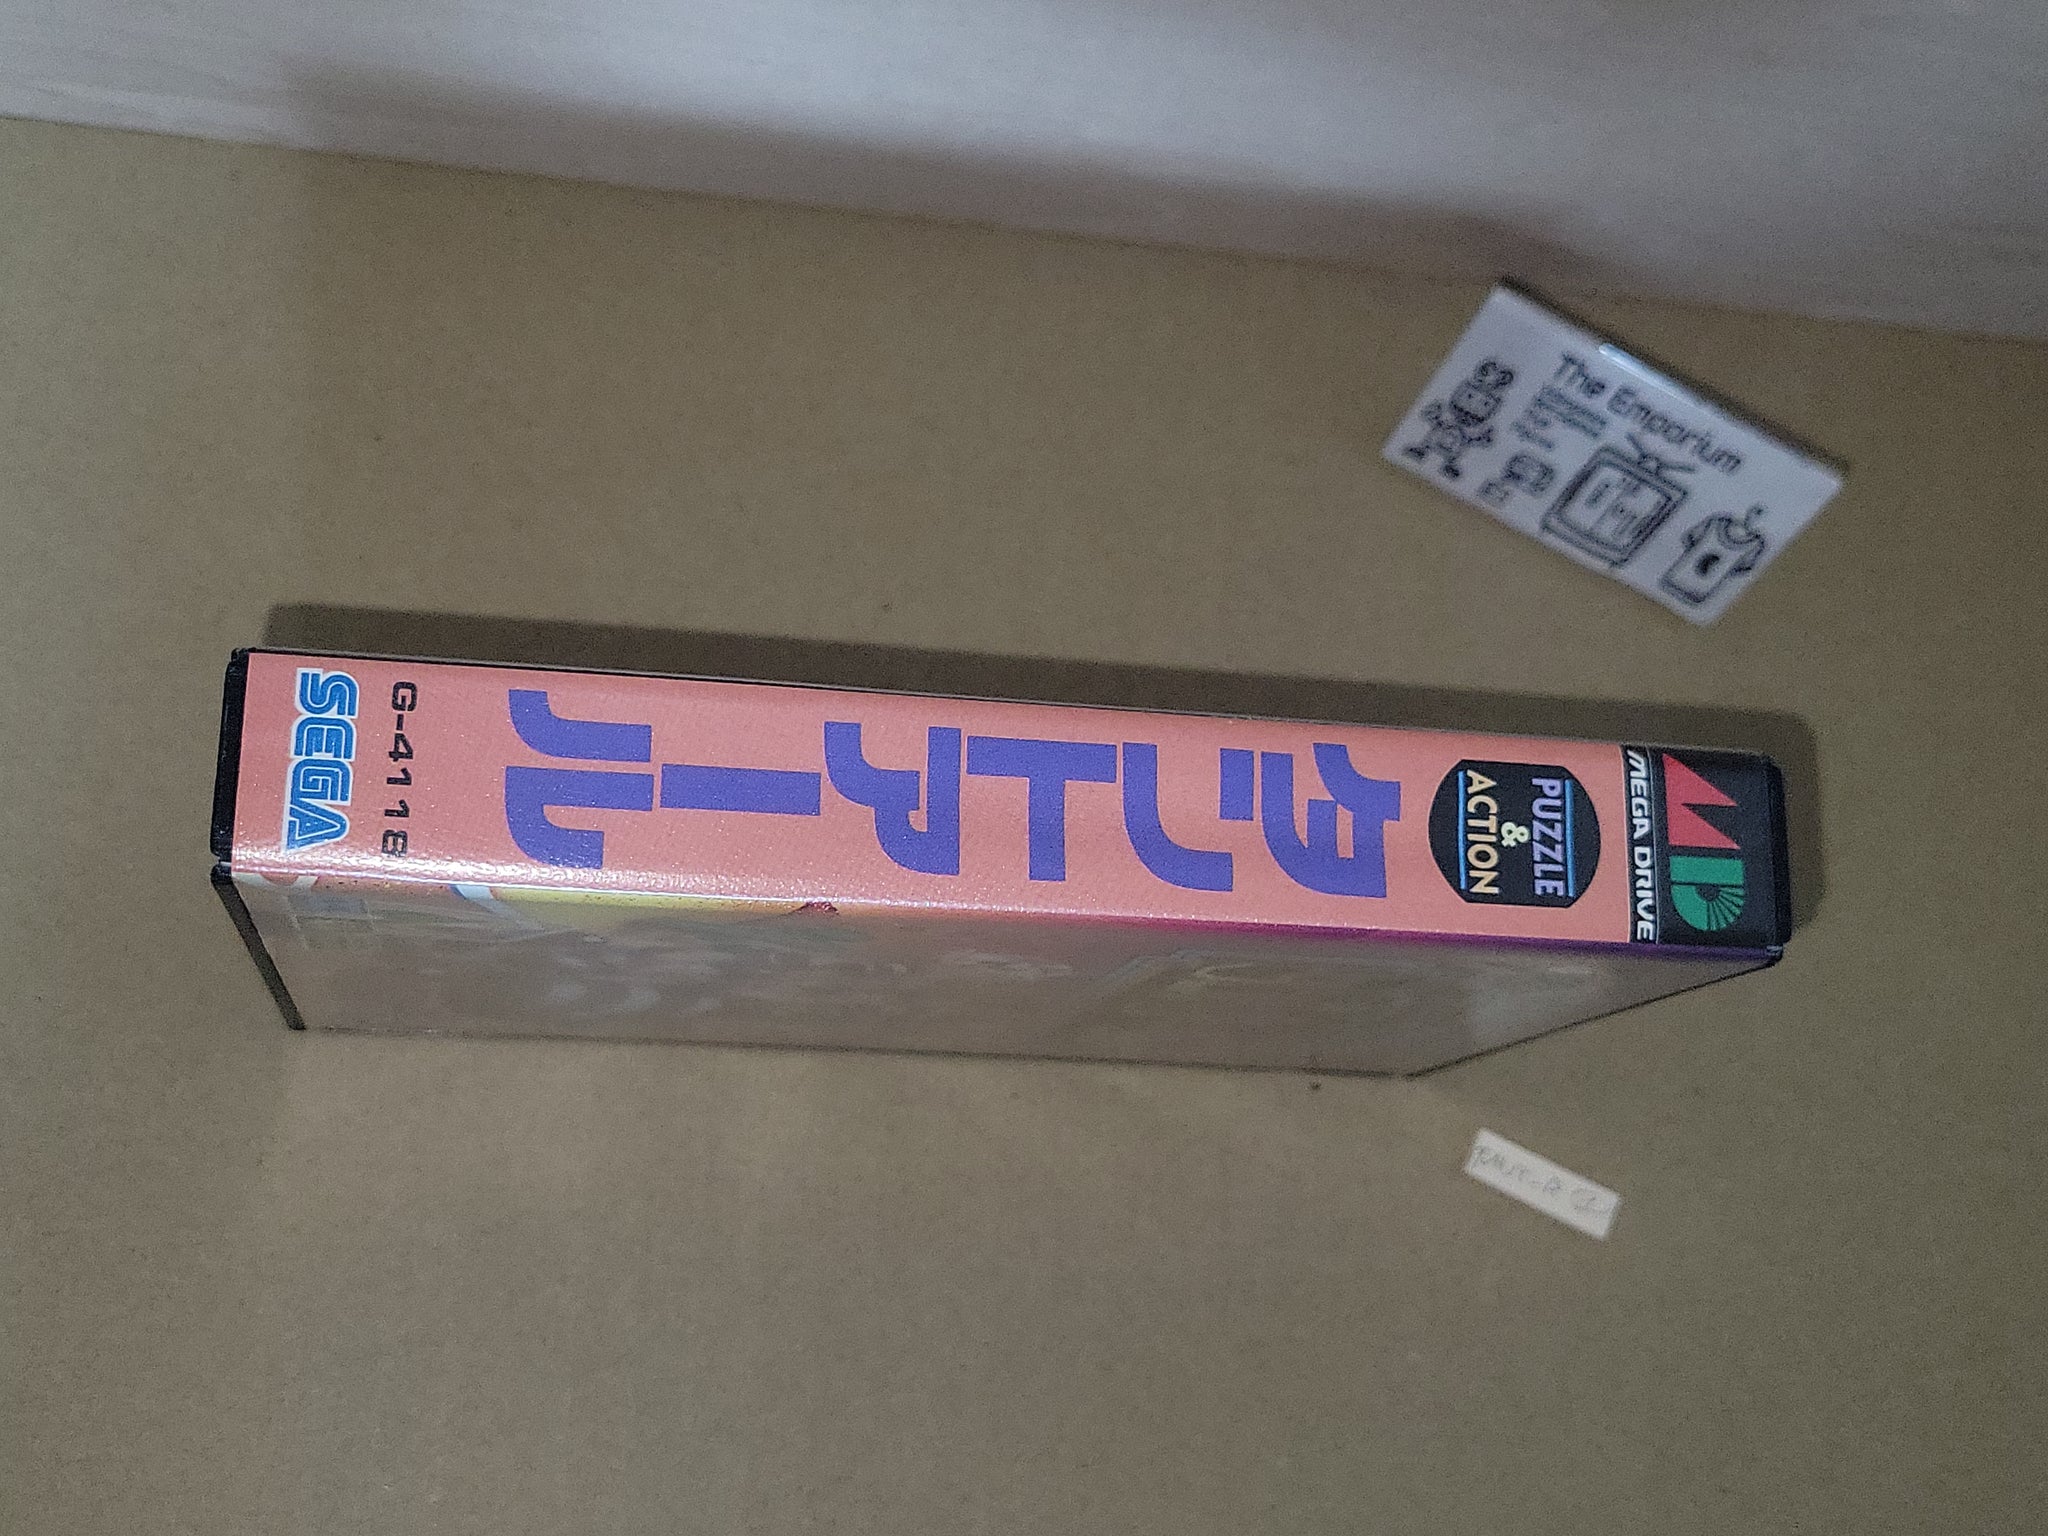 MD
MEGA DRIVE
PUZZLE
&
ACTION
タントアール
G-4118
SEGA
The Emporium